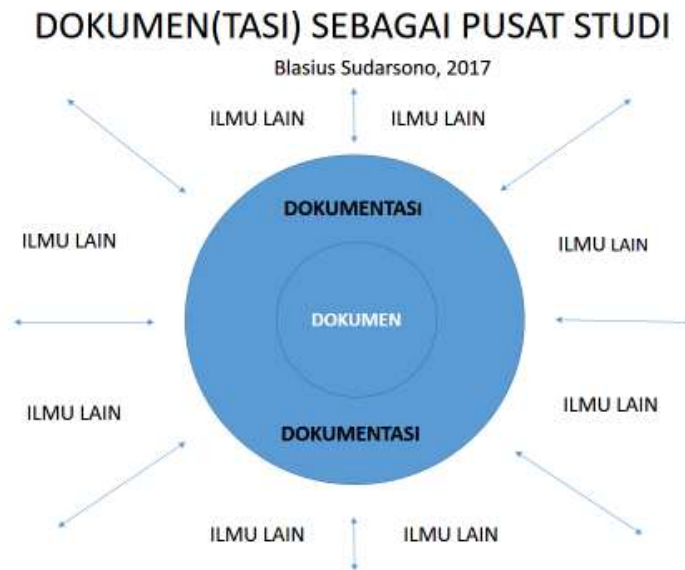 DOKUMEN(TASI) SEBAGAI PUSAT STUDI
Blasius Sudarsono, 2017
ILMU LAIN ILMU LAIN
DOKUMENTASI
ILMU LAIN ILMU LAIN
DOKUMEN
ILMU LAIN ILMU LAIN
DOKUMENTASI
ILMU LAIN ILMU LAIN